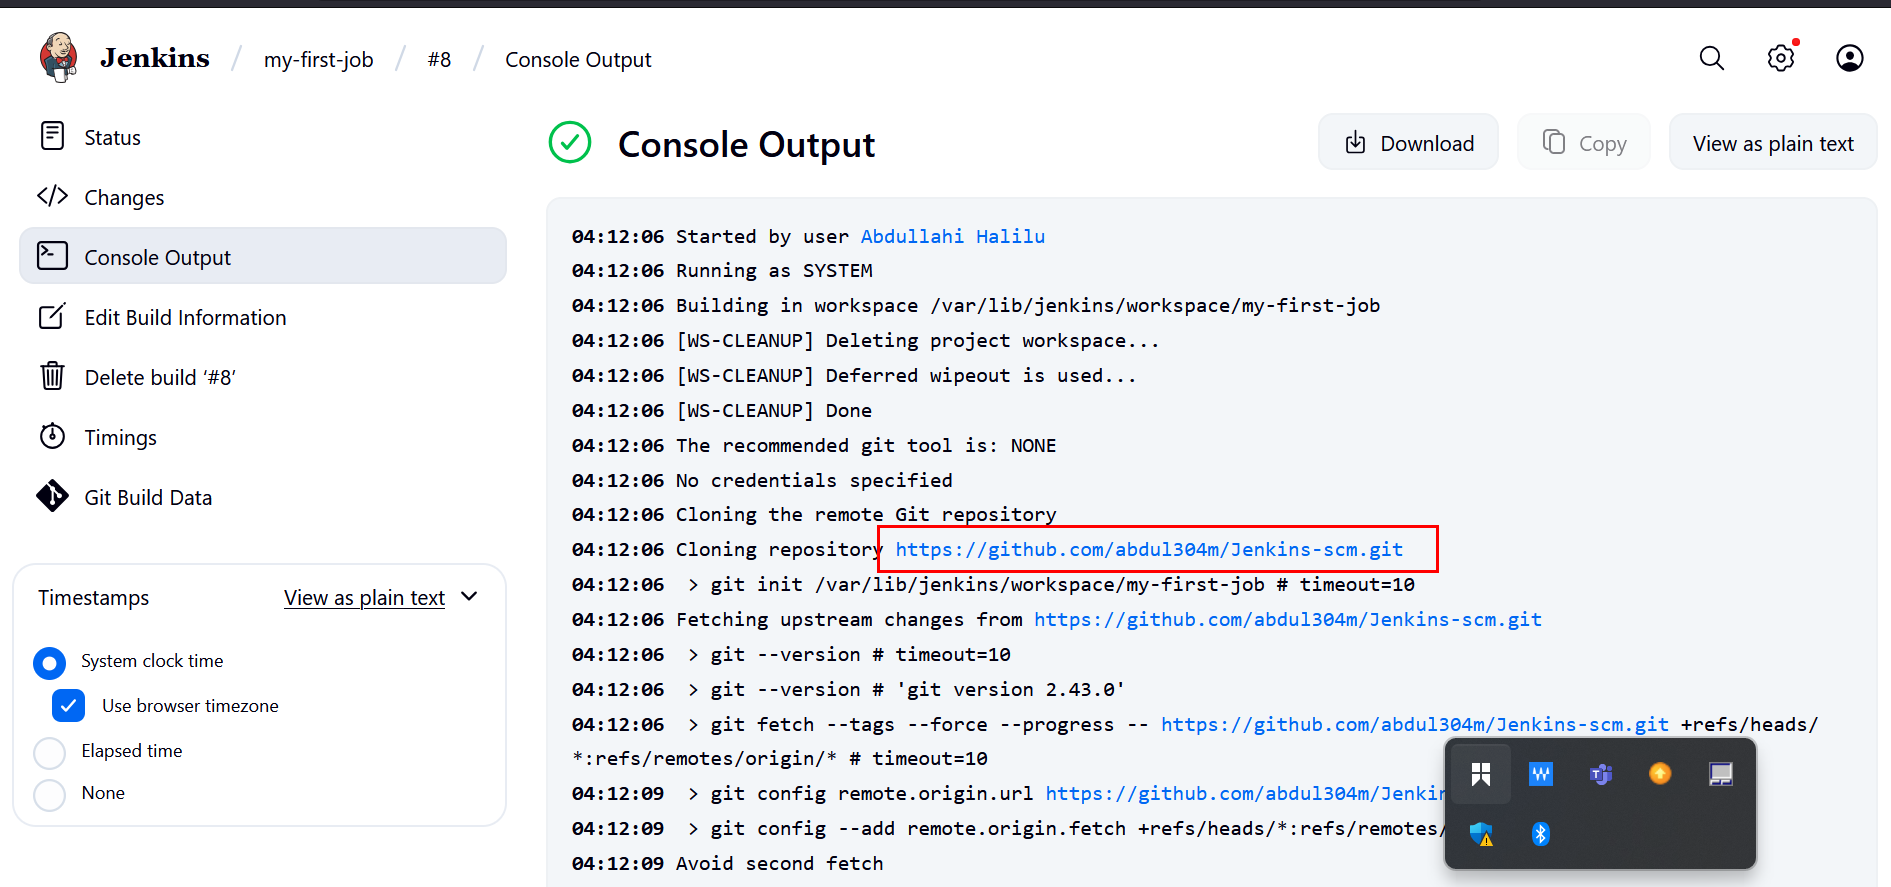 Jenkins / my-first-job / #8 / Console Output
Status
Changes
Console Output
Edit Build Information
Delete build ‘#8’
Timings
Git Build Data
Timestamps
View as plain text
System clock time
Use browser timezone
Elapsed time
None
Console Output
Download
Copy
View as plain text
04:12:06 Started by user Abdullahi Halilu
04:12:06 Running as SYSTEM
04:12:06 Building in workspace /var/lib/jenkins/workspace/my-first-job
04:12:06 [WS-CLEANUP] Deleting project workspace...
04:12:06 [WS-CLEANUP] Deferred wipeout is used...
04:12:06 [WS-CLEANUP] Done
04:12:06 The recommended git tool is: NONE
04:12:06 No credentials specified
04:12:06 Cloning the remote Git repository
04:12:06 Cloning repository https://github.com/abdul304m/Jenkins-scm.git
04:12:06  > git init /var/lib/jenkins/workspace/my-first-job # timeout=10
04:12:06 Fetching upstream changes from https://github.com/abdul304m/Jenkins-scm.git
04:12:06  > git --version # timeout=10
04:12:06  > git --version # 'git version 2.43.0'
04:12:06  > git fetch --tags --force --progress -- https://github.com/abdul304m/Jenkins-scm.git +refs/heads/
*:refs/remotes/origin/* # timeout=10
04:12:09  > git config remote.origin.url https://github.com/abdul304m/Jenkin
04:12:09  > git config --add remote.origin.fetch +refs/heads/*:refs/remotes/
04:12:09 Avoid second fetch